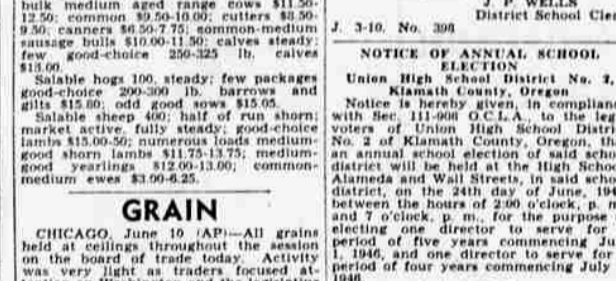 bulk medium aged range cows $11.50-
12.50; common $9.50-10.00; cutters $8.50-
9.50; canners $6.50-7.75; sommon-medium
sausage bulls $10.00-11.50; calves steady;
few good-choice 250-325 lb. calves
$15.00.
Salable hogs 100, steady; few packages
good-choice 200-300 lb. barrows and
gilts $15.80; odd good sows $15.05.
Salable sheep 400; half of run shorn;
market active, fully steady; good-choice
lambs $15.00-50; numerous loads medium-
good shorn lambs $11.75-13.75; medium-
good yearlings $12.00-13.00; common-
medium ewes $3.00-6.25.
GRAIN
CHICAGO, June 10 (AP)—All grains
held at ceilings throughout the session
on the board of trade today. Activity
was very light as traders focused at-
J. P. WELLS
District School Cle
J. 3-10. No. 398
NOTICE OF ANNUAL SCHOOL
ELECTION
Union High School District No. 2,
Klamath County, Oregon
Notice is hereby given, in complian
with Sec. 111-908 O.C.L.A., to the leg
voters of Union High School Distri
No. 2 of Klamath County, Oregon, th
an annual school election of said scho
district will be held at the High Schoo
Alameda and Wall Streets, in said scho
district, on the 24th day of June, 194
between the hours of 2:00 o'clock, p. m
and 7 o'clock, p. m., for the purpose
electing one director to serve for
period of five years commencing Ju
1, 1946, and one director to serve for
period of four years commencing July
1946